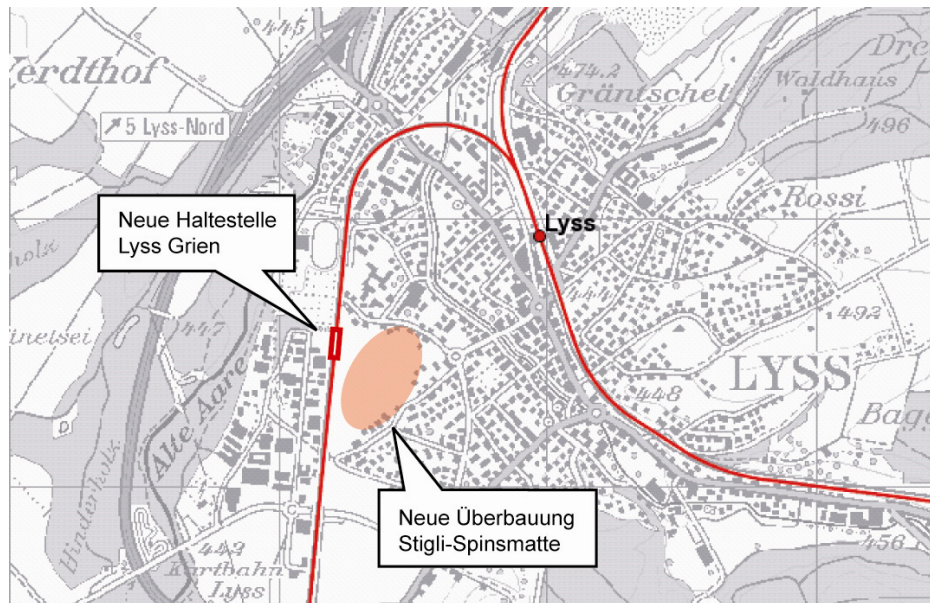 445
Verdthof
474.2
Gräntschel
Waldhaus
496
5 Lyss-Nord
Neue Haltestelle
Lyss Grien
Lyss
Rossi
447
492
LYSS
448
Alte Aare
Hinderholz
Neue Überbauung
Stigli-Spinsmatte
442
Kartbahn
Lyss
456